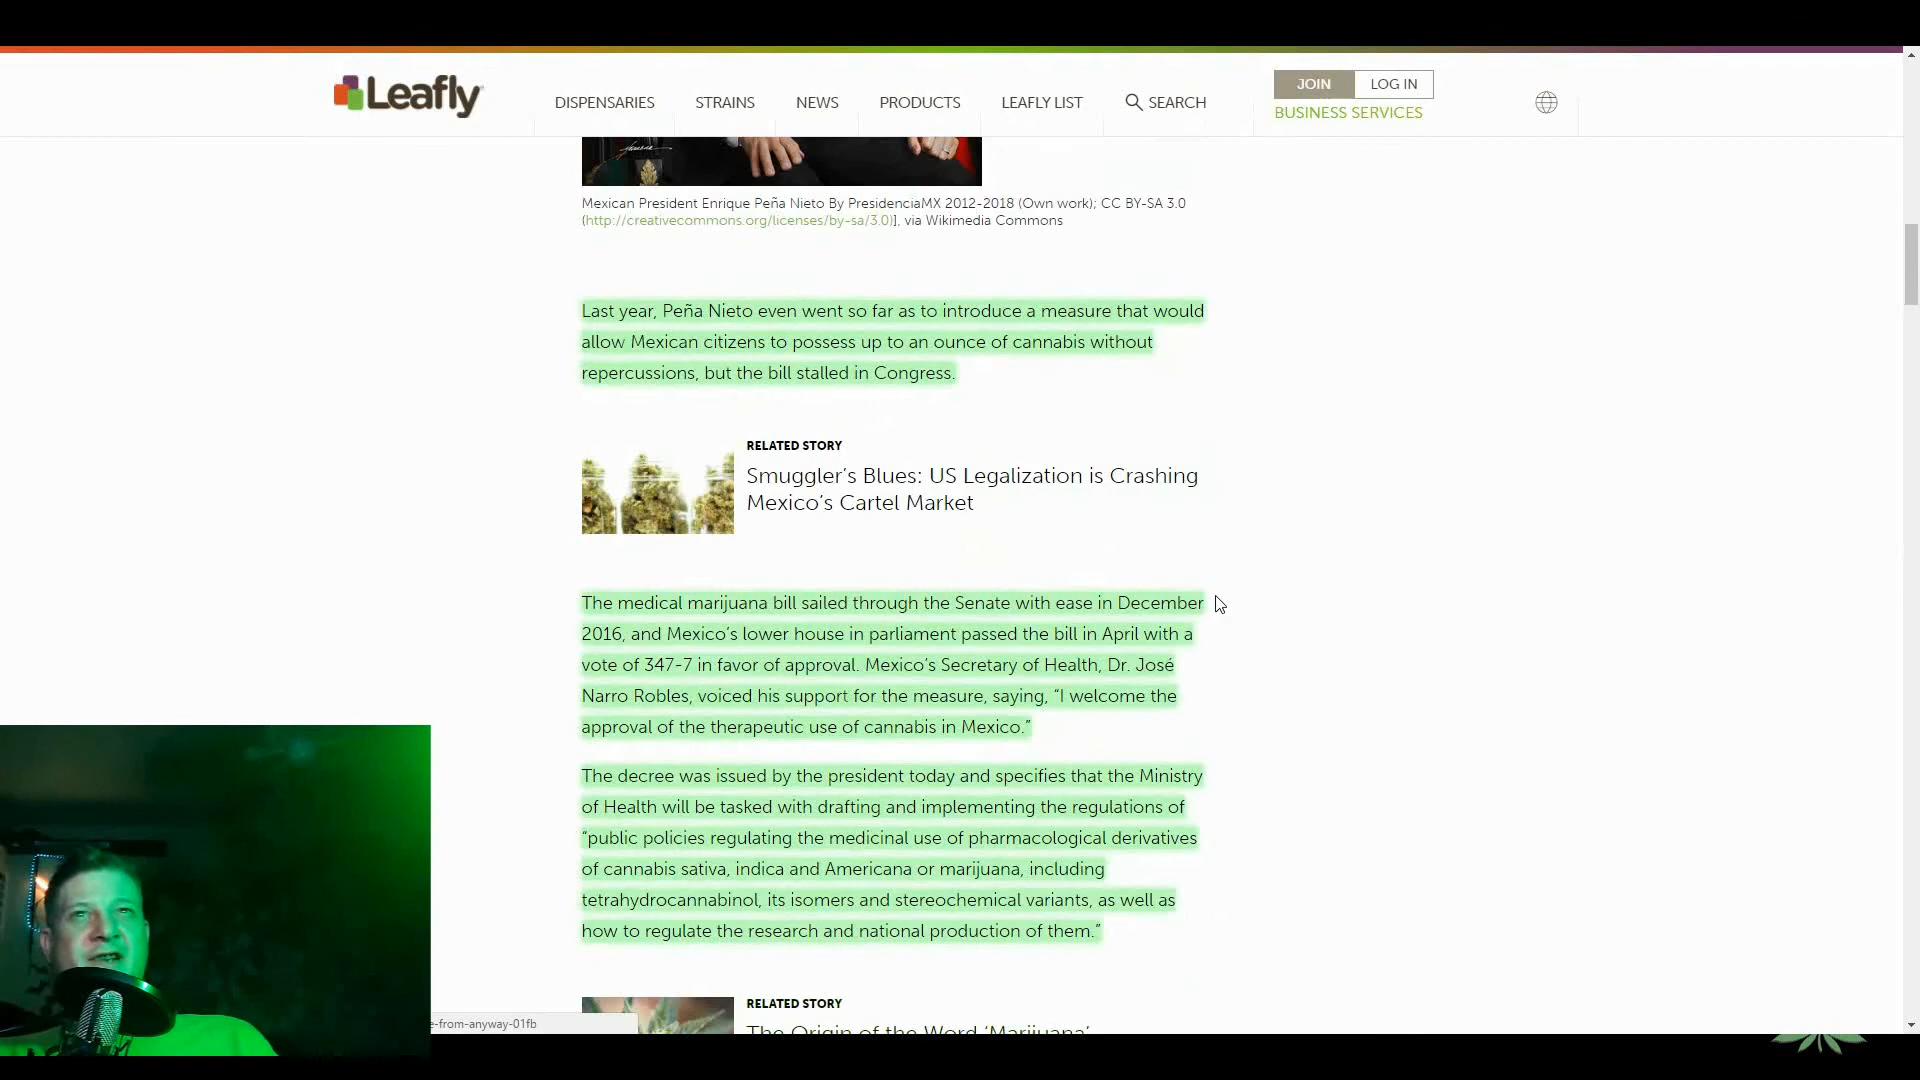 Leafly
DISPENSARIES STRAINS NEWS PRODUCTS LEAFLY LIST SEARCH
JOIN LOG IN
BUSINESS SERVICES
Mexican President Enrique Peña Nieto By PresidenciaMX 2012-2018 (Own work); CC BY-SA 3.0
(http://creativecommons.org/licenses/by-sa/3.0)], via Wikimedia Commons
Last year, Peña Nieto even went so far as to introduce a measure that would
allow Mexican citizens to possess up to an ounce of cannabis without
repercussions, but the bill stalled in Congress.
RELATED STORY
Smuggler’s Blues: US Legalization is Crashing
Mexico’s Cartel Market
The medical marijuana bill sailed through the Senate with ease in December
2016, and Mexico’s lower house in parliament passed the bill in April with a
vote of 347-7 in favor of approval. Mexico’s Secretary of Health, Dr. José
Narro Robles, voiced his support for the measure, saying, “I welcome the
approval of the therapeutic use of cannabis in Mexico.”
The decree was issued by the president today and specifies that the Ministry
of Health will be tasked with drafting and implementing the regulations of
“public policies regulating the medicinal use of pharmacological derivatives
of cannabis sativa, indica and Americana or marijuana, including
tetrahydrocannabinol, its isomers and stereochemical variants, as well as
how to regulate the research and national production of them.”
RELATED STORY
The Origin of the Word ‘Marijuana’
e-from-anyway-01fb